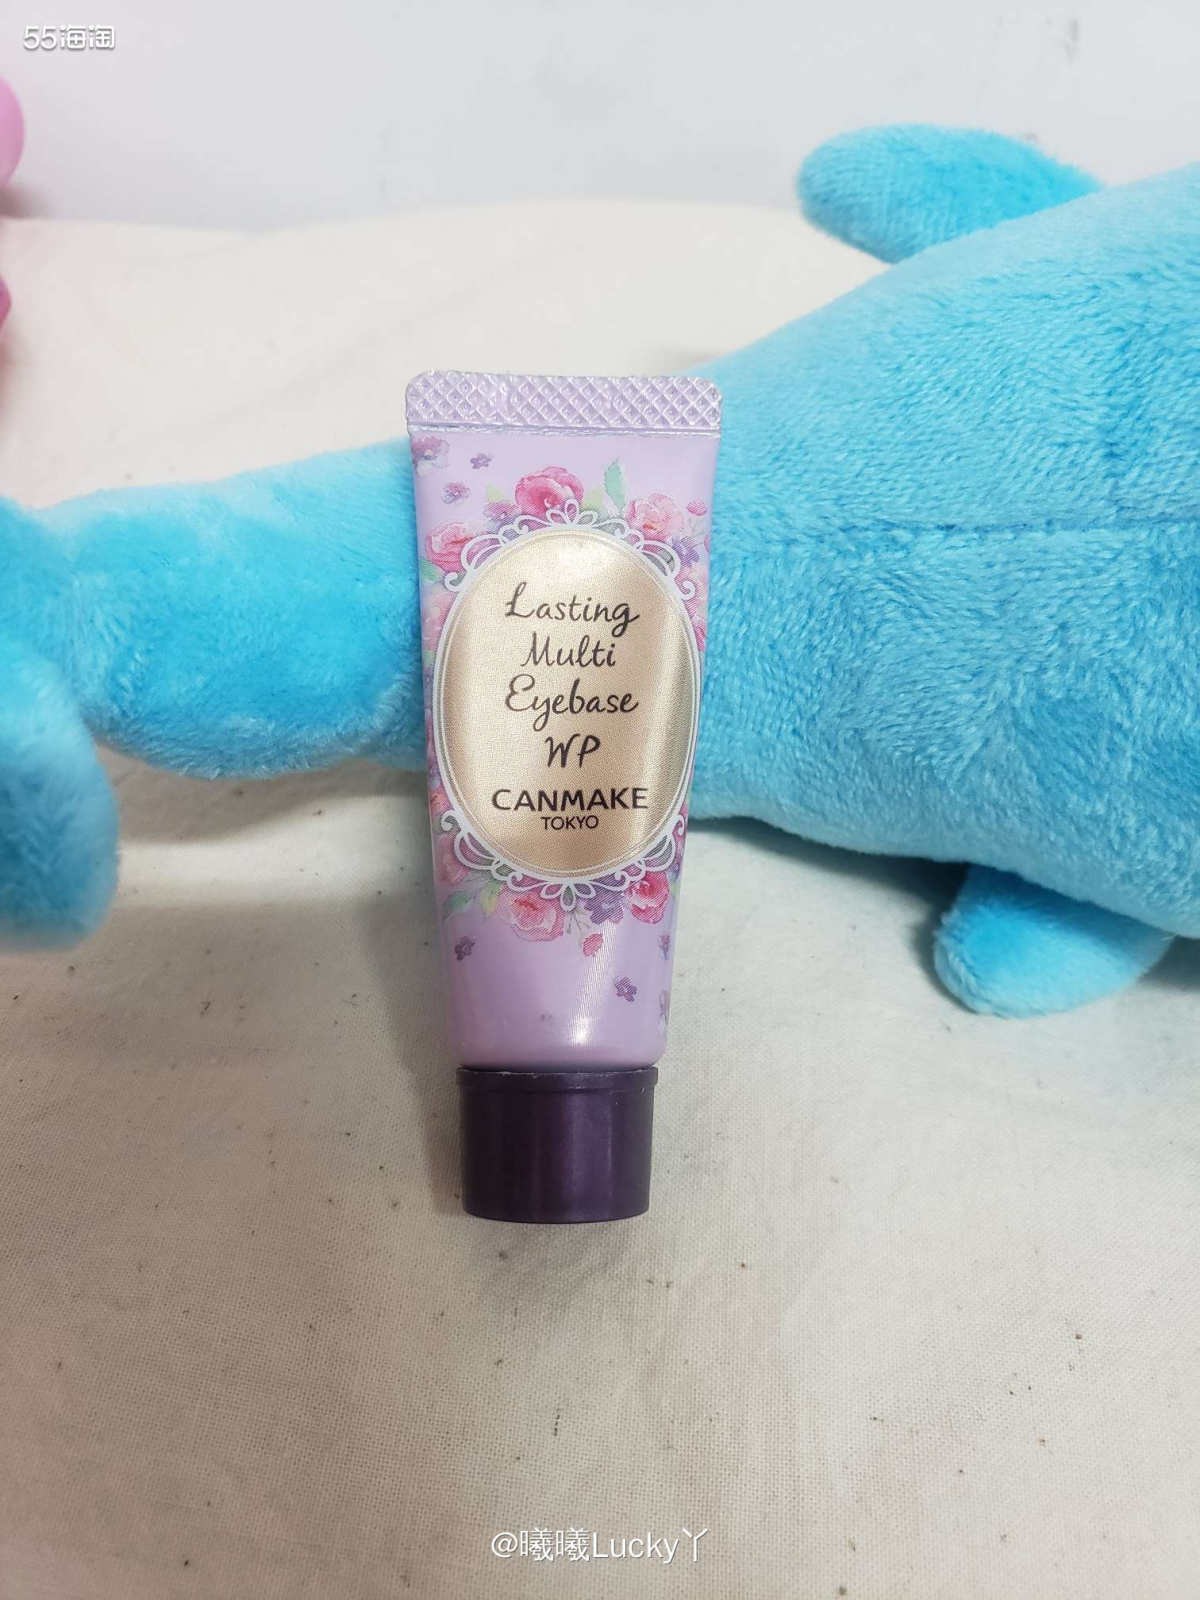 55海淘
Lasting
Multi
Eyebase
WP
CANMAKE
TOKYO
@曦曦Lucky丫